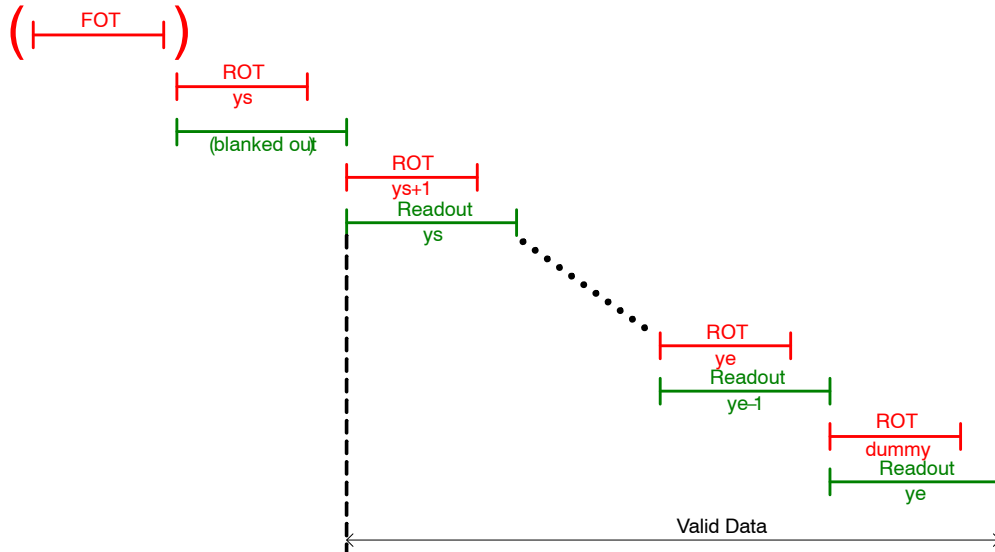 ( FOT )
ROT
ys
(blanked out)
ROT
ys+1
Readout
ys
ROT
ye
Readout
ye–1
ROT
dummy
Readout
ye
Valid Data